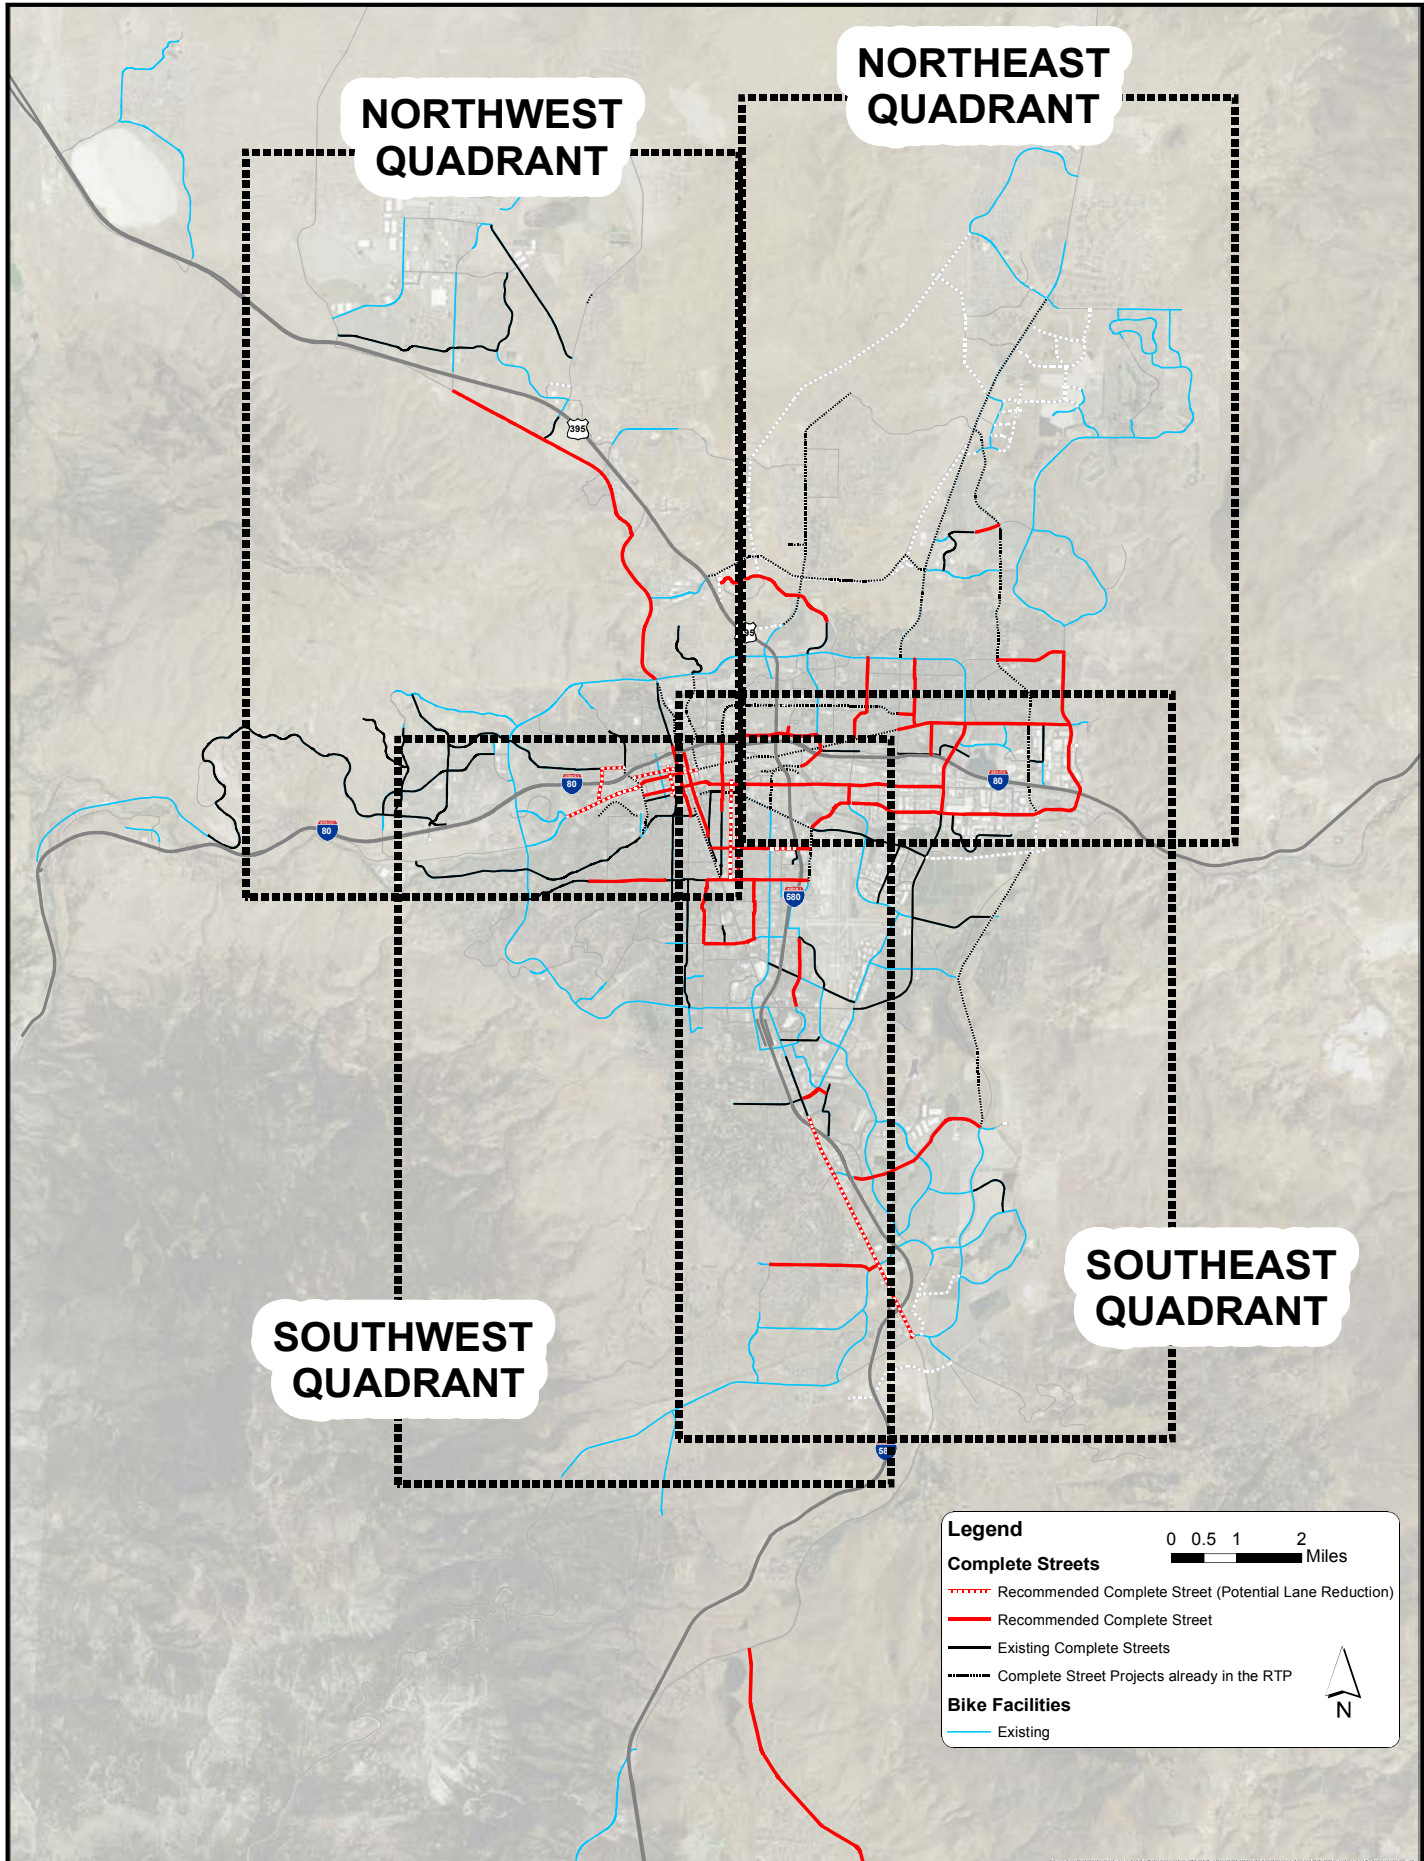 NORTHEAST
QUADRANT
NORTHWEST
QUADRANT
395
80
80
80
580
SOUTHEAST
QUADRANT
SOUTHWEST
QUADRANT
Legend
0 0.5 1 2
Miles
Complete Streets
Recommended Complete Street (Potential Lane Reduction)
Recommended Complete Street
Existing Complete Streets
Complete Street Projects already in the RTP
Bike Facilities
Existing
N